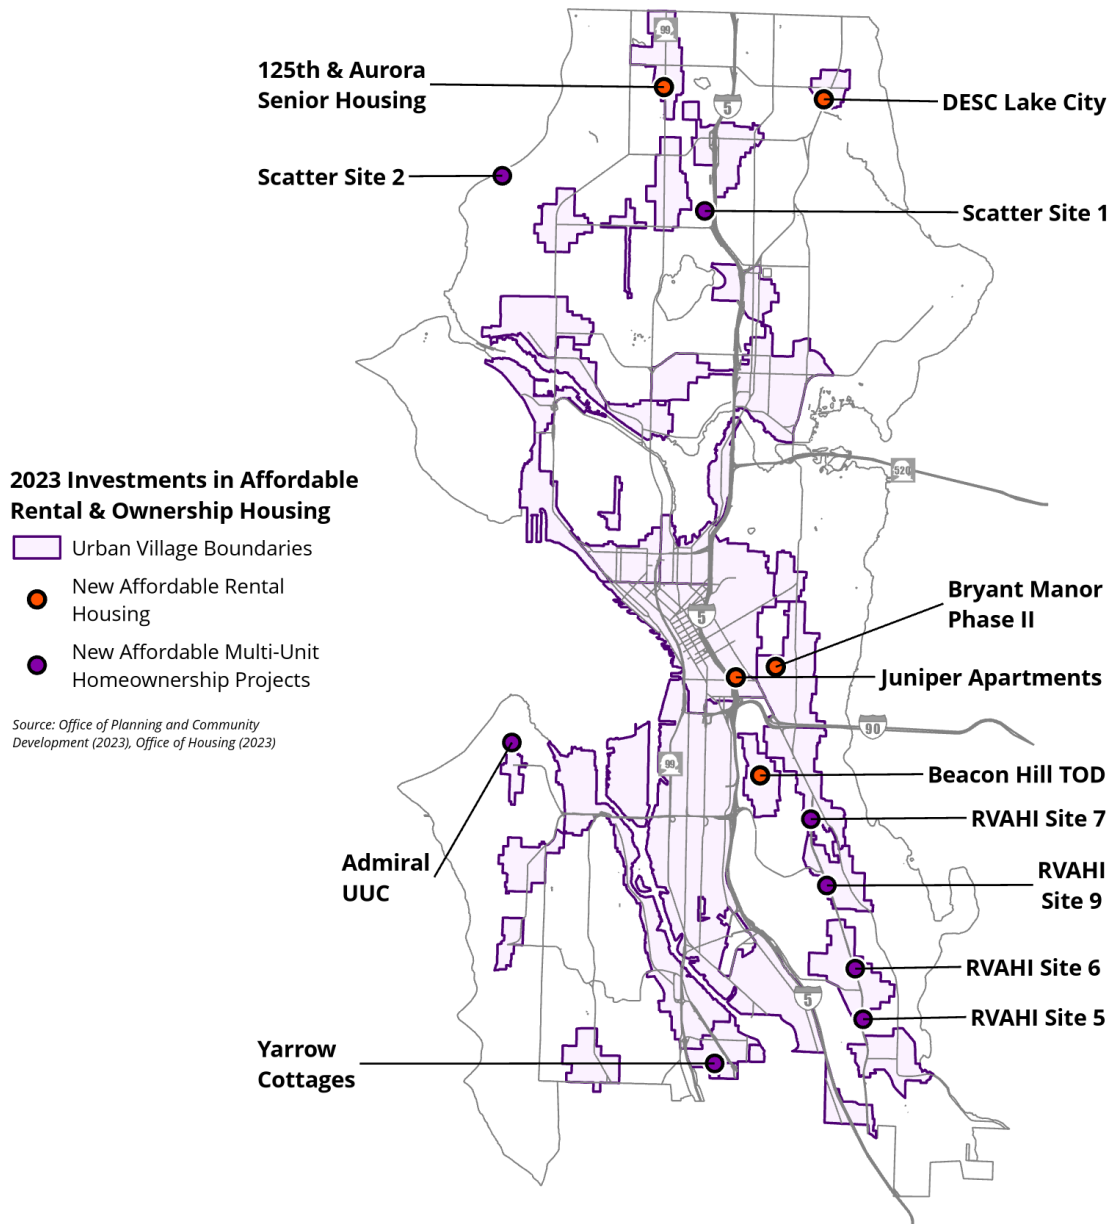 99
125th & Aurora
Senior Housing
5
DESC Lake City
Scatter Site 2
Scatter Site 1
520
2023 Investments in Affordable
Rental & Ownership Housing
Urban Village Boundaries
New Affordable Rental
Housing
New Affordable Multi-Unit
Homeownership Projects
Source: Office of Planning and Community
Development (2023), Office of Housing (2023)
Bryant Manor
Phase II
5
Juniper Apartments
90
99
Beacon Hill TOD
RVAHI Site 7
Admiral
UUC
RVAHI
Site 9
RVAHI Site 6
5
RVAHI Site 5
Yarrow
Cottages